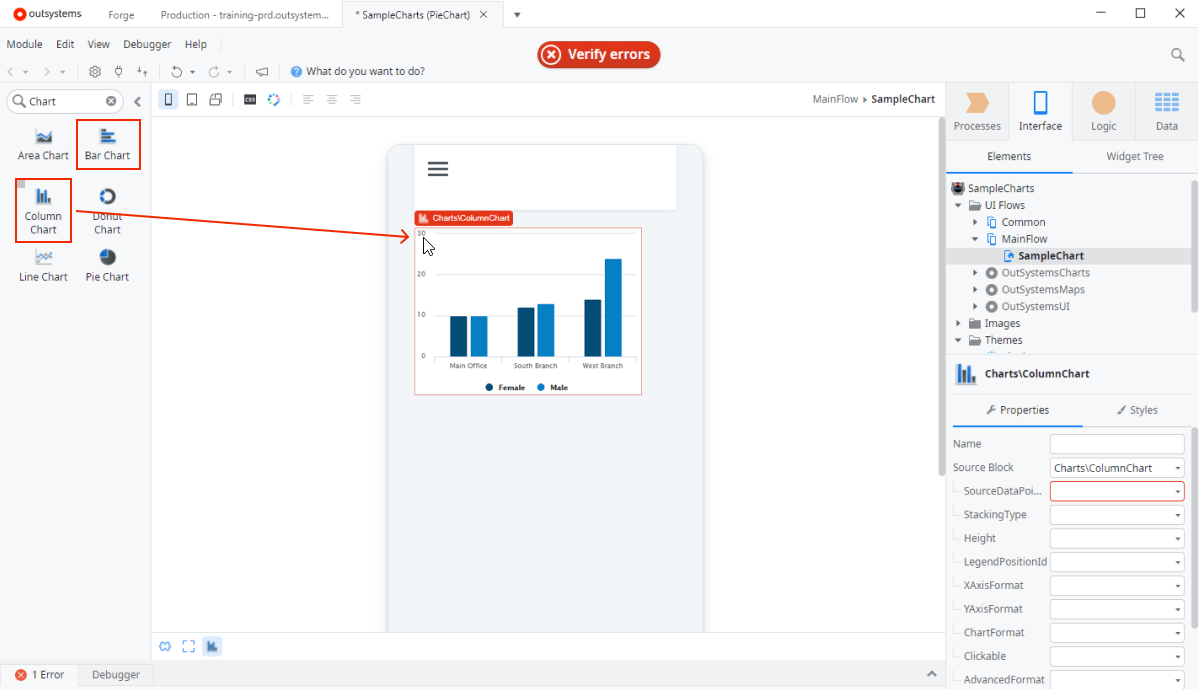 outsystems
Forge
Production - training-prd.outsystem...
* SampleCharts (PieChart)
Module Edit View Debugger Help
Verify errors
What do you want to do?
Chart
Area Chart
Bar Chart
Column
Chart
Donut
Chart
Line Chart
Pie Chart
CSS
MainFlow SampleChart
Charts\ColumnChart
30
20
10
0
Main Office South Branch West Branch
Female Male
Processes Interface Logic Data
Elements Widget Tree
SampleCharts
UI Flows
Common
MainFlow
SampleChart
OutSystemsCharts
OutSystemsMaps
OutSystemsUI
Images
Themes
Charts\ColumnChart
Properties Styles
Name
Source Block Charts\ColumnChart
SourceDataPoi...
StackingType
Height
LegendPositionId
XAxisFormat
YAxisFormat
ChartFormat
Clickable
AdvancedFormat
1 Error Debugger